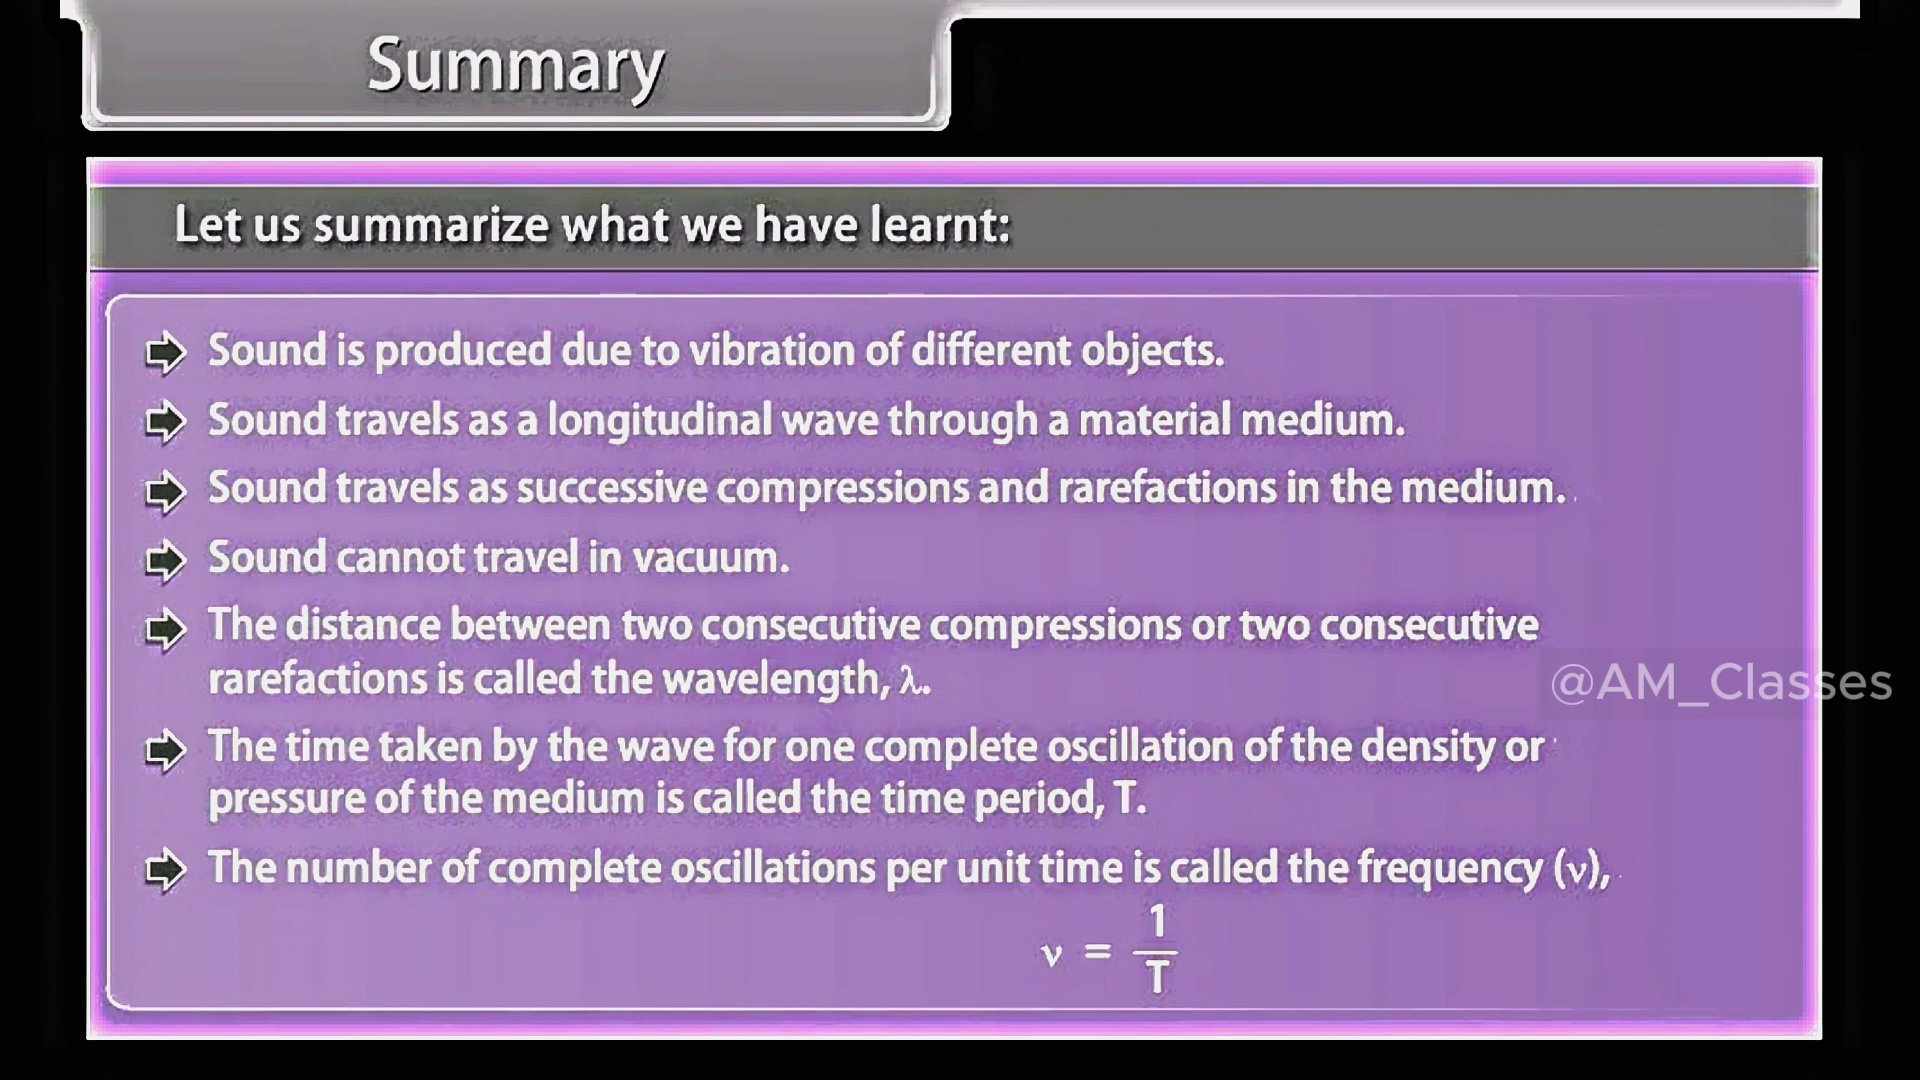 Summary
Let us summarize what we have learnt:
Sound is produced due to vibration of different objects.
Sound travels as a longitudinal wave through a material medium.
Sound travels as successive compressions and rarefactions in the medium.
Sound cannot travel in vacuum.
The distance between two consecutive compressions or two consecutive
rarefactions is called the wavelength, λ.
@AM_Classes
The time taken by the wave for one complete oscillation of the density or
pressure of the medium is called the time period, T.
The number of complete oscillations per unit time is called the frequency (ν),
ν = 1/T